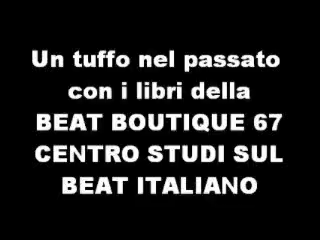 Un tuffo nel passato
con i libri della
BEAT BOUTIQUE 67
CENTRO STUDI SUL
BEAT ITALIANO